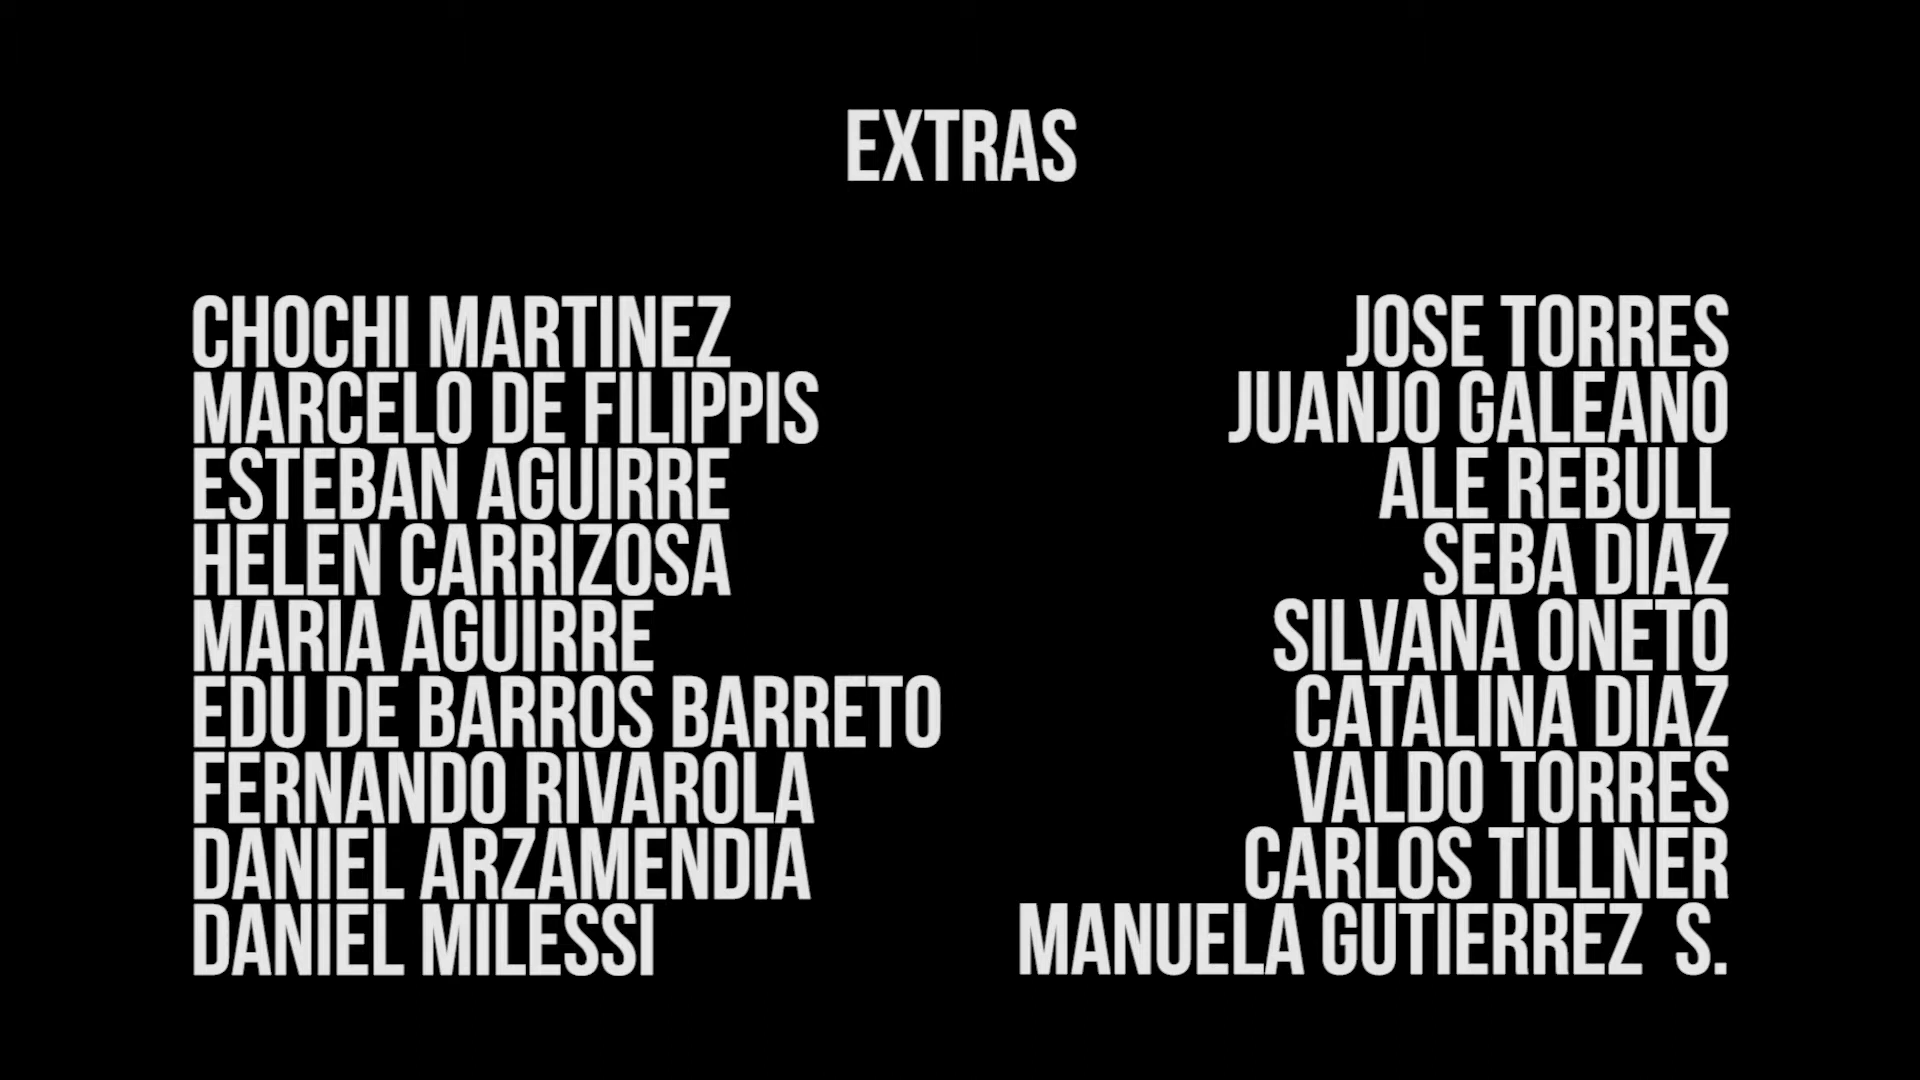 EXTRAS
CHOCHI MARTINEZ
MARCELO DE FILIPPIS
ESTEBAN AGUIRRE
HELEN CARRIZOSA
MARIA AGUIRRE
EDU DE BARROS BARRETO
FERNANDO RIVAROLA
DANIEL ARZAMENDIA
DANIEL MILESSI
JOSE TORRES
JUANJO GALEANO
ALE REBULL
SEBA DIAZ
SILVANA ONETO
CATALINA DIAZ
VALDO TORRES
CARLOS TILLNER
MANUELA GUTIERREZ  S.